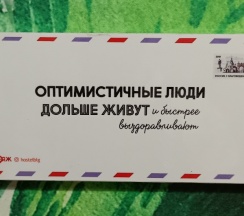 ОПТИМИСТИЧНЫЕ ЛЮДИ
ДОЛЬШЕ ЖИВУТ и быстрее
выздоравливают